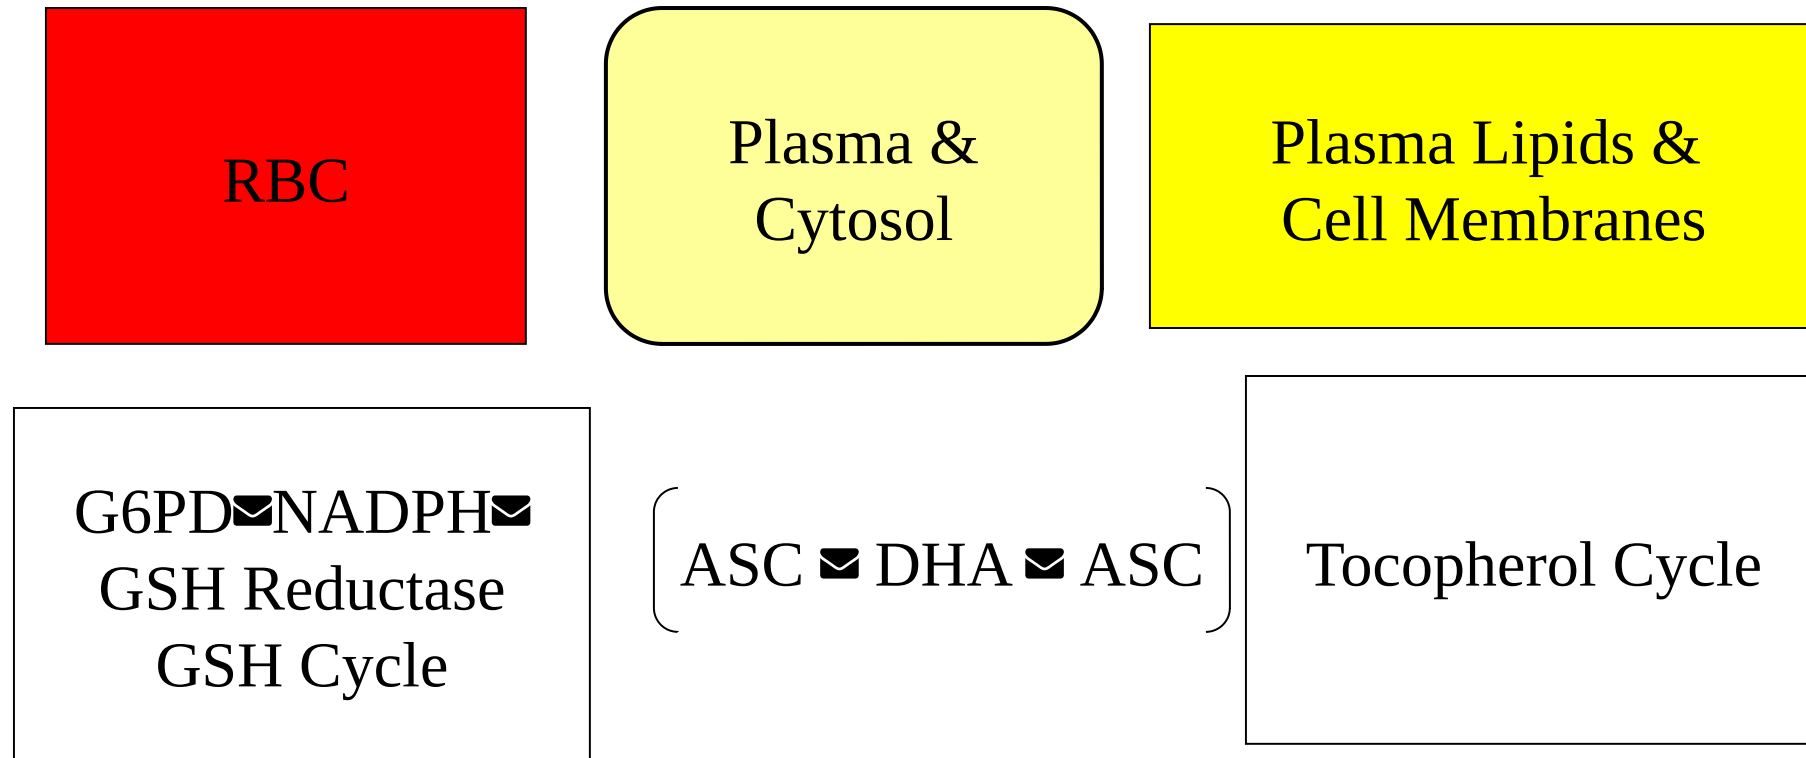 RBC
Plasma &
Cytosol
Plasma Lipids &
Cell Membranes
G6PD✉NADPH✉
GSH Reductase
GSH Cycle
ASC ✉ DHA ✉ ASC
Tocopherol Cycle